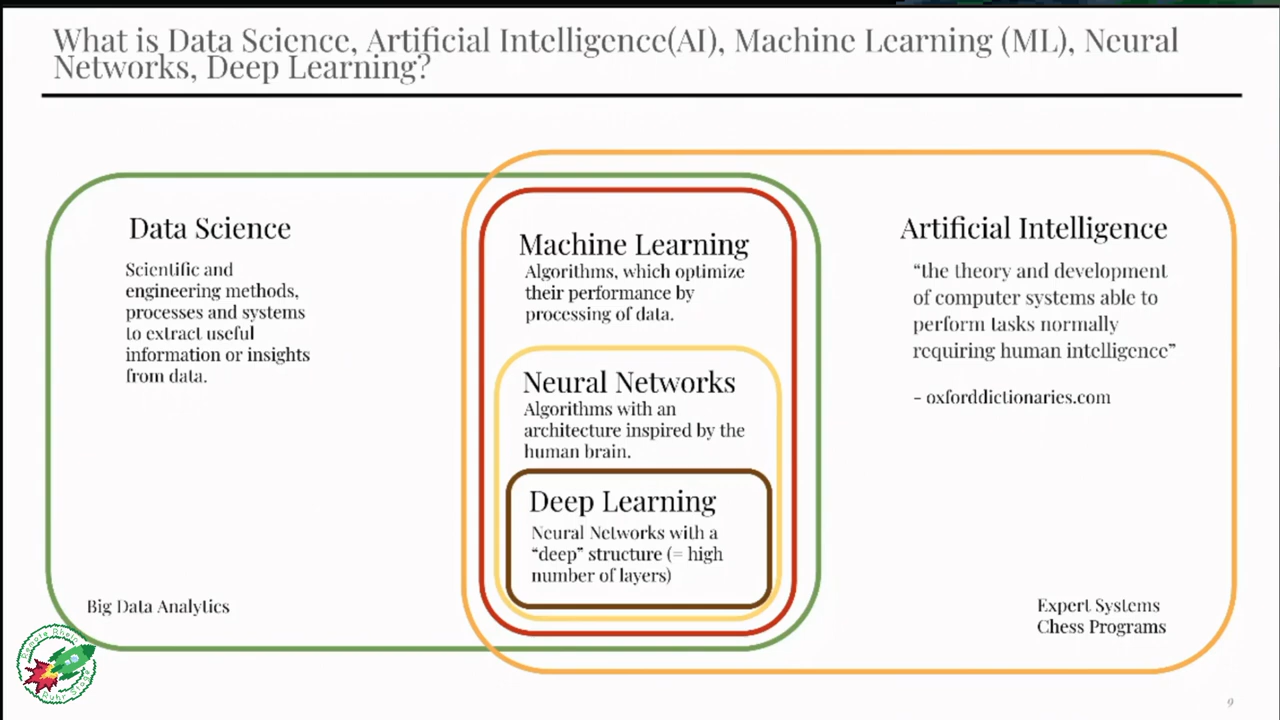 What is Data Science, Artificial Intelligence(AI), Machine Learning (ML), Neural
Networks, Deep Learning?
Data Science
Scientific and
engineering methods,
processes and systems
to extract useful
information or insights
from data.
Big Data Analytics
Machine Learning
Algorithms, which optimize
their performance by
processing of data.
Neural Networks
Algorithms with an
architecture inspired by the
human brain.
Deep Learning
Neural Networks with a
“deep” structure (= high
number of layers)
Artificial Intelligence
“the theory and development
of computer systems able to
perform tasks normally
requiring human intelligence”
- oxforddictionaries.com
Expert Systems
Chess Programs
Remote Rhein
Ruhr Stage
9